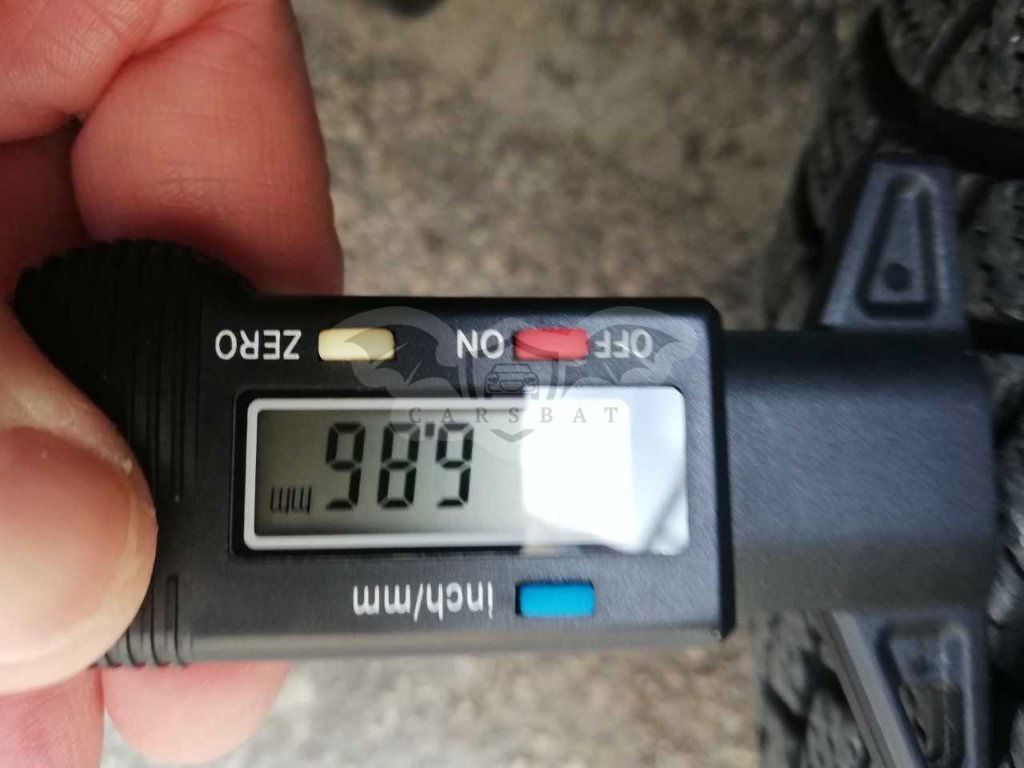 OFF ON ZERO
CARSBAT
6.86 mm
inch/mm